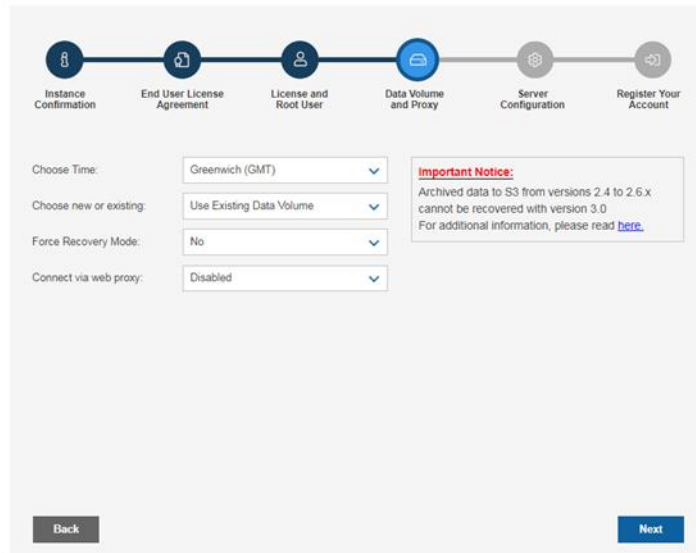 Instance
Confirmation
End User License
Agreement
License and
Root User
Data Volume
and Proxy
Server
Configuration
Register Your
Account
Choose Time:
Greenwich (GMT)
Choose new or existing:
Use Existing Data Volume
Force Recovery Mode:
No
Connect via web proxy:
Disabled
Important Notice:
Archived data to S3 from versions 2.4 to 2.6.x
cannot be recovered with version 3.0
For additional information, please read here.
Back
Next